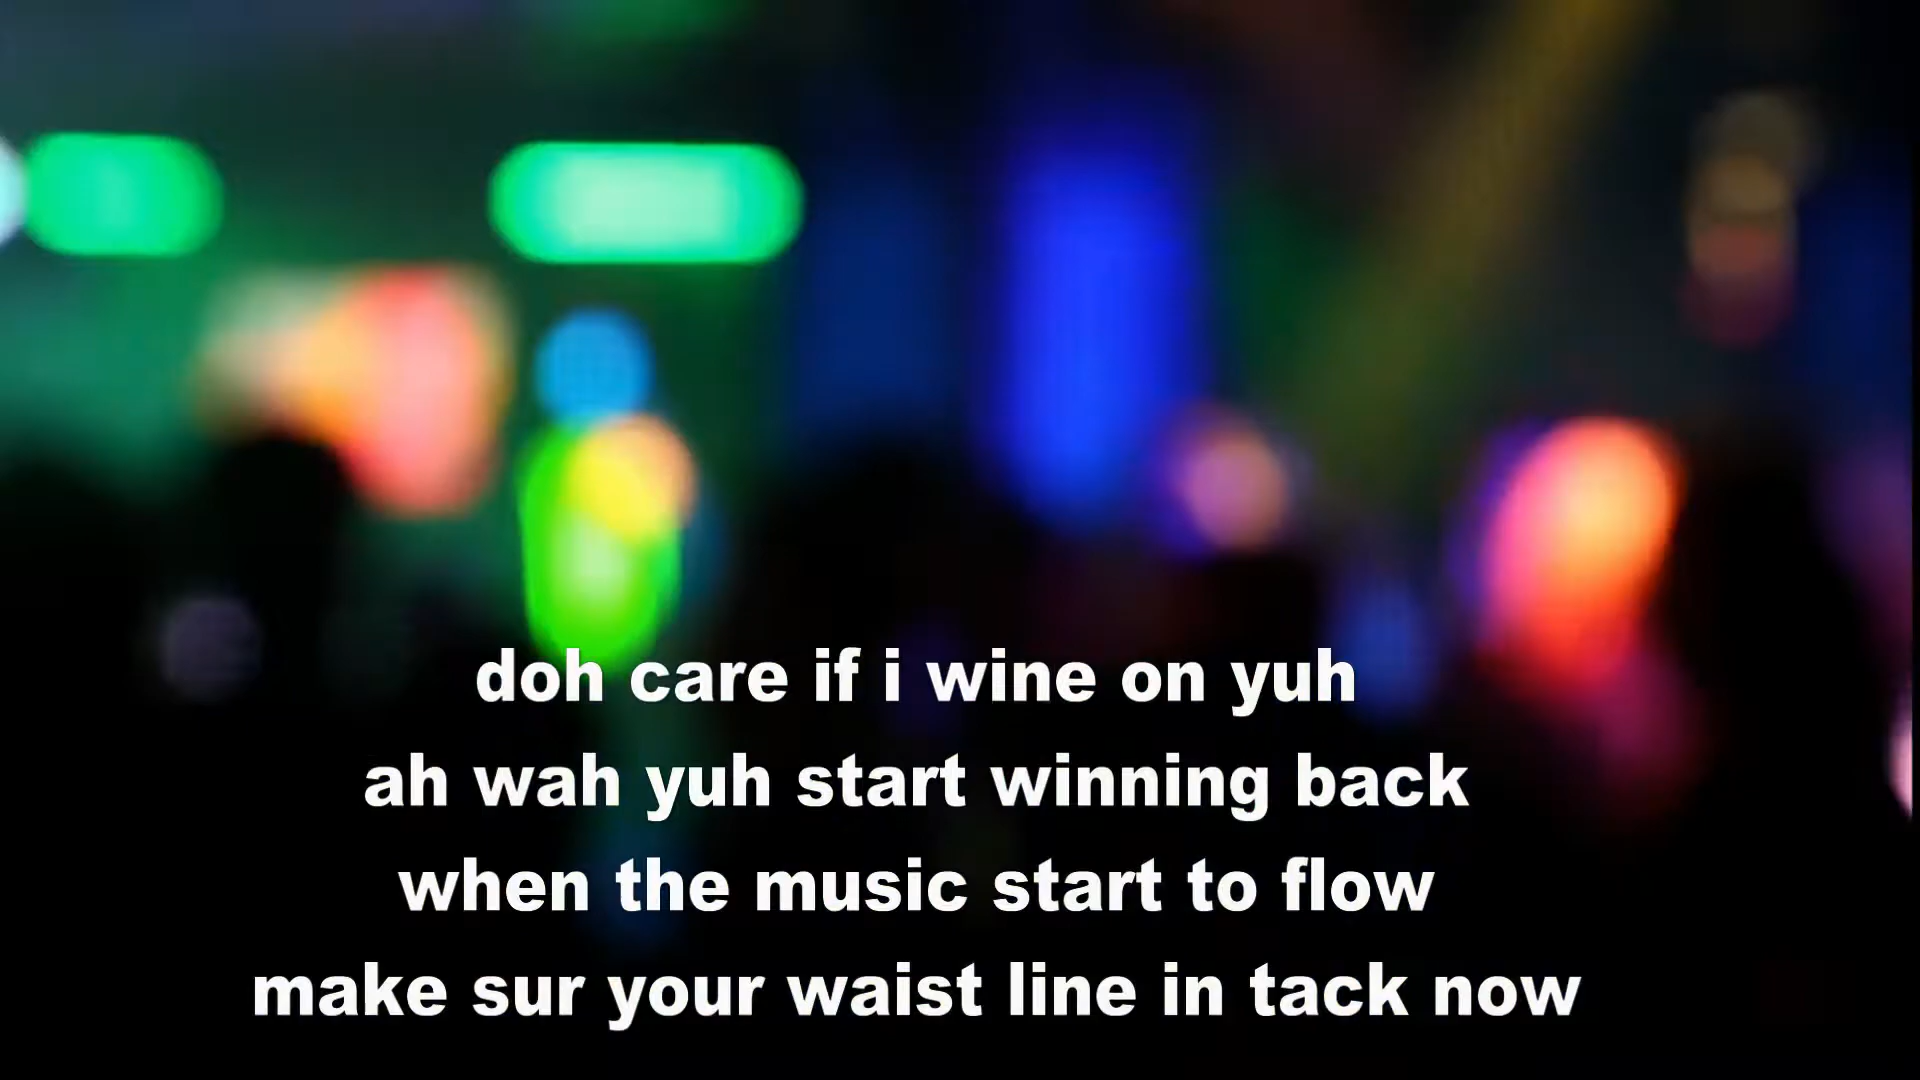 doh care if i wine on yuh
ah wah yuh start winning back
when the music start to flow
make sur your waist line in tack now